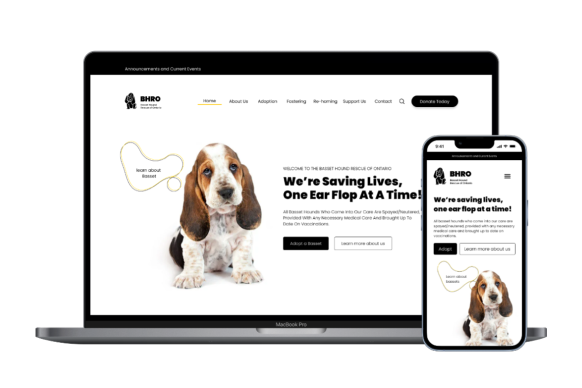 Announcements and Current Events
BHRO
Basset Hound
Rescue of Ontario
Home About Us Adoption Fostering Re-homing Support Us Contact Donate Today
learn about
Basset
WELCOME TO THE BASSET HOUND RESCUE OF ONTARIO
We're Saving Lives,
One Ear Flop At A Time!
All Basset Hounds Who Come Into Our Care Are Spayed/Neutered,
Provided With Any Necessary Medical Care And Brought Up To
Date On Vaccinations.
Adopt a Basset Learn more about us
MacBook Pro
9:41
Announcements and Current Events
BHRO
Basset Hound
Rescue of Ontario
We're saving lives,
one ear flop at a time!
All Basset Hounds who come into our care are
spayed/neutered, provided with any necessary
medical care and brought up to date on
vaccinations.
Adopt Learn more about us
learn about
Basset